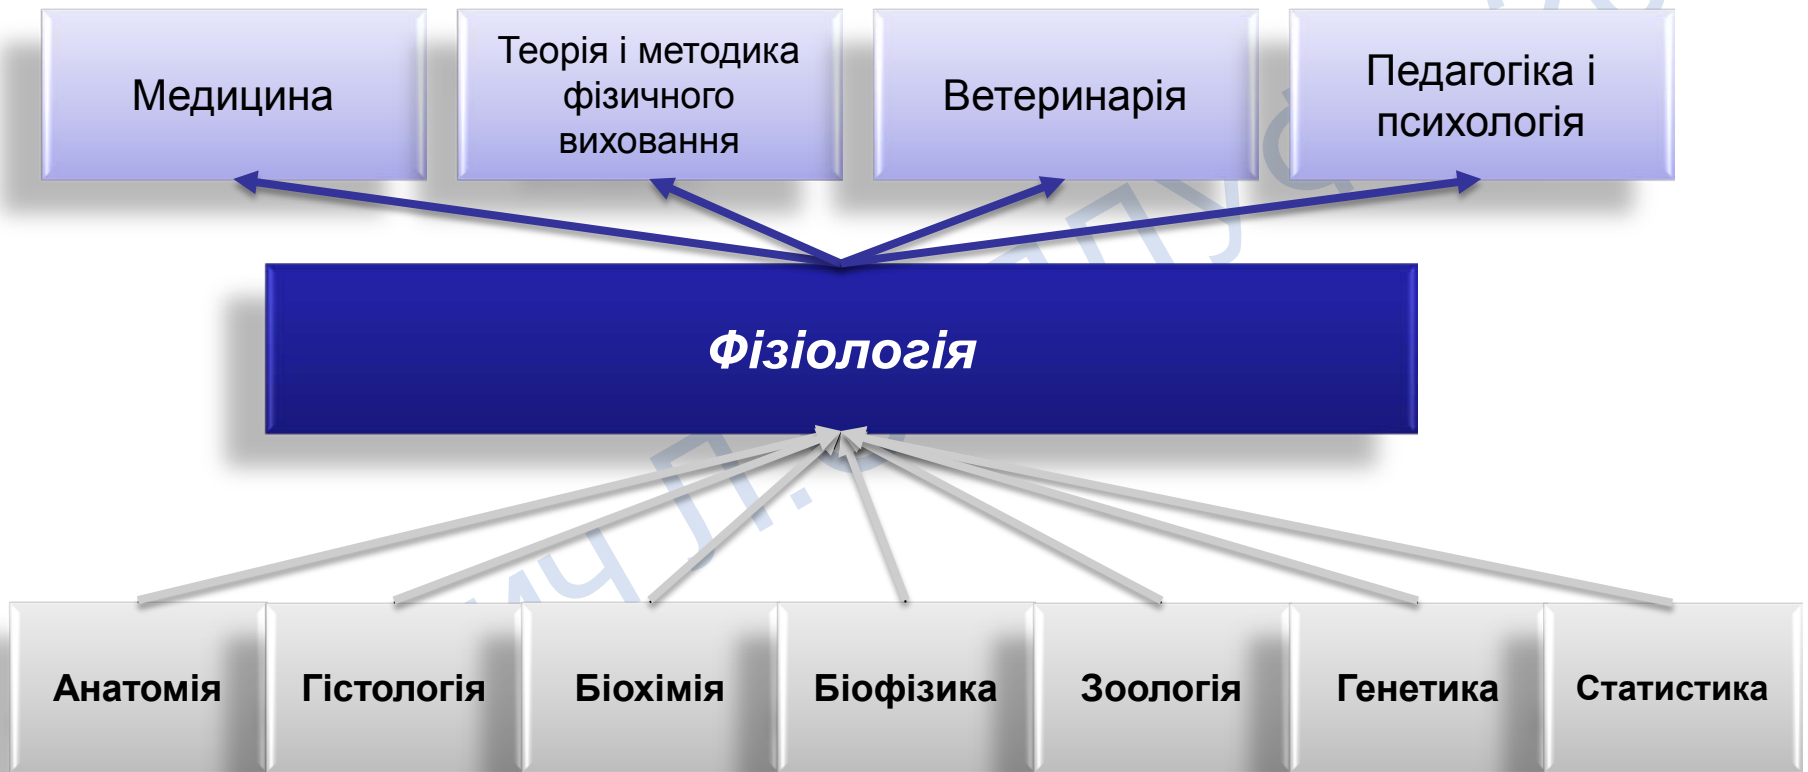 Медицина
Теорія і методика
фізичного
виховання
Ветеринарія
Педагогіка і
психологія
Фізіологія
Анатомія
Гістологія
Біохімія
Біофізика
Зоологія
Генетика
Статистика